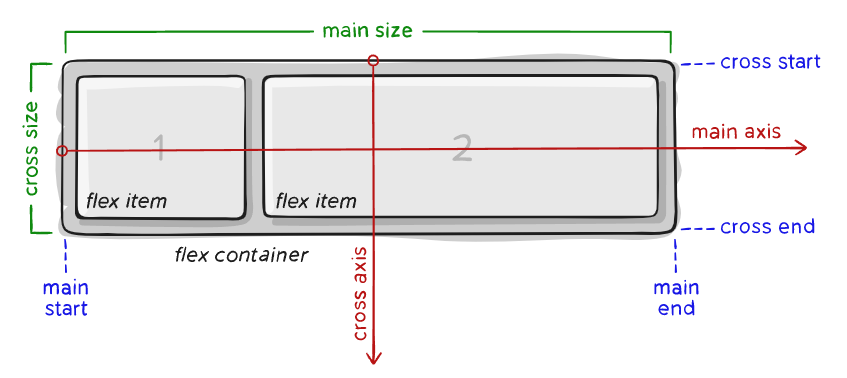 main size
cross start
cross size
main axis
1
2
flex item
flex item
cross end
flex container
cross axis
main
start
main
end